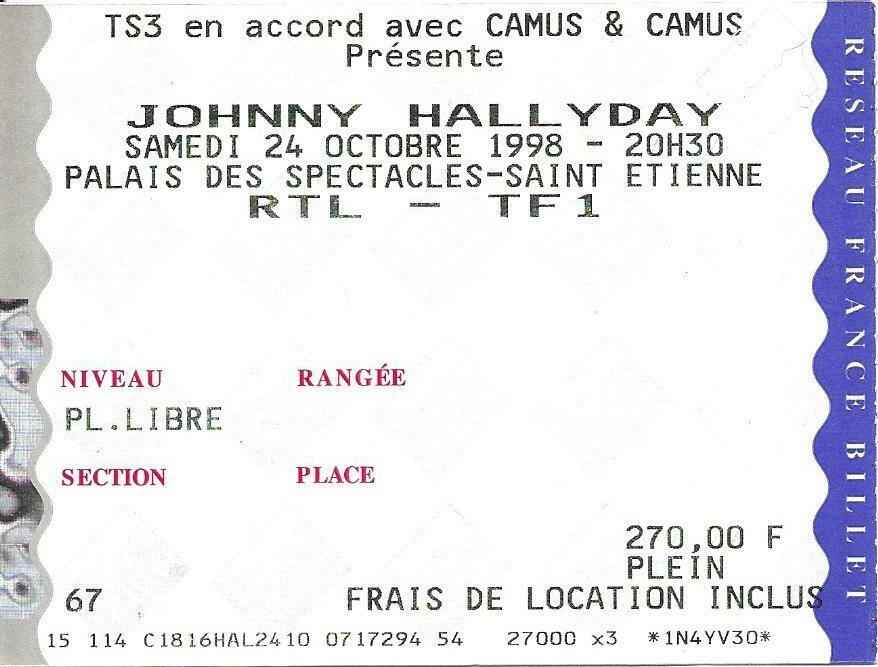 TS3 en accord avec CAMUS & CAMUS
Présente
JOHNNY HALLYDAY
SAMEDI 24 OCTOBRE 1998 - 20H30
PALAIS DES SPECTACLES-SAINT ETIENNE
RTL - TF1
NIVEAU RANGÉE
PL.LIBRE
SECTION PLACE
270,00 F
PLEIN
67 FRAIS DE LOCATION INCLUS
15 114 C1816HAL2410 0717294 54 27000 x3 *1N4YV30*
RESEAU FRANCE BILLET